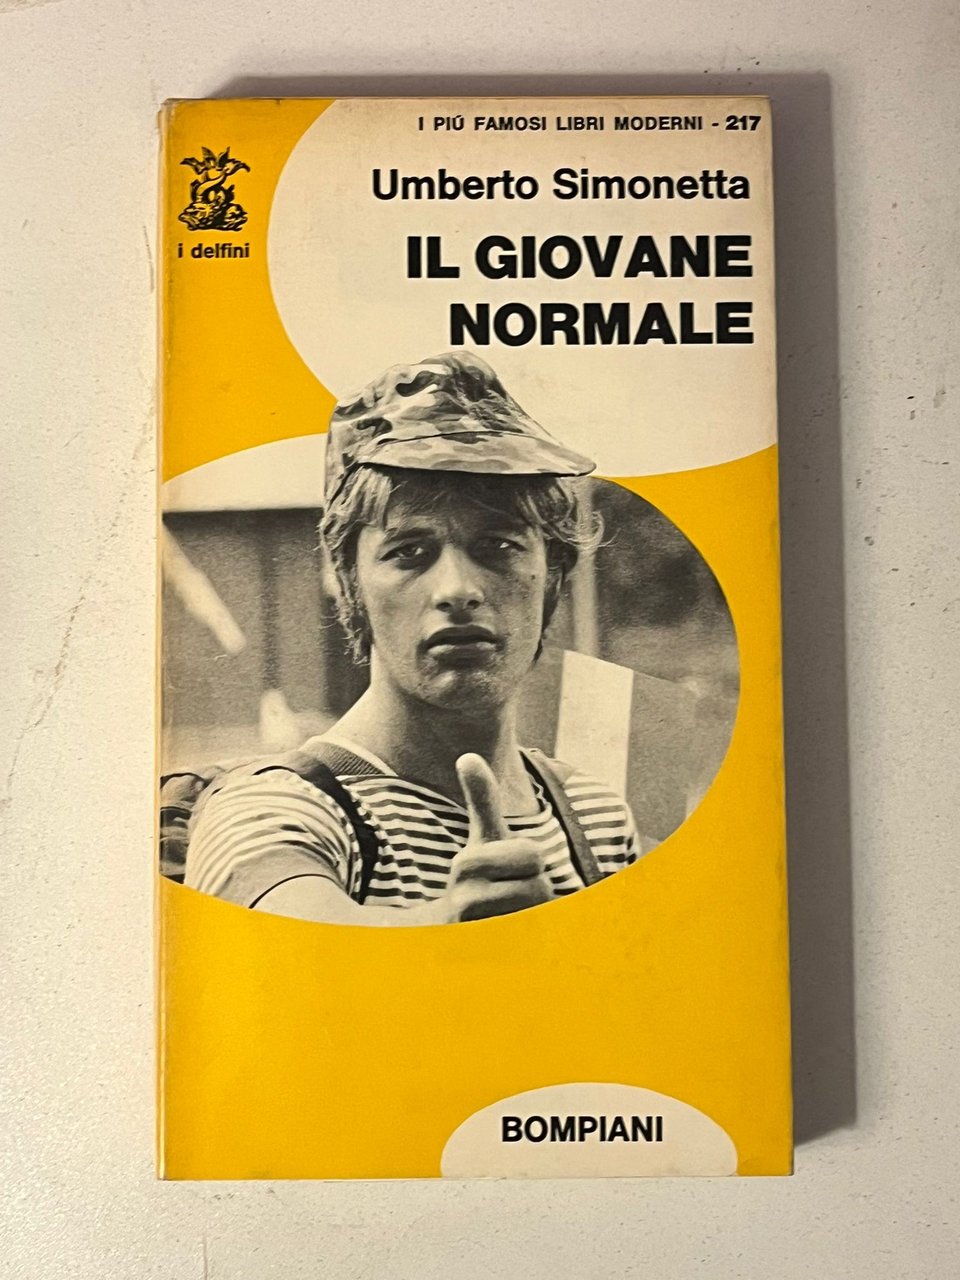 I PIÚ FAMOSI LIBRI MODERNI - 217
i delfini
Umberto Simonetta
IL GIOVANE
NORMALE
BOMPIANI